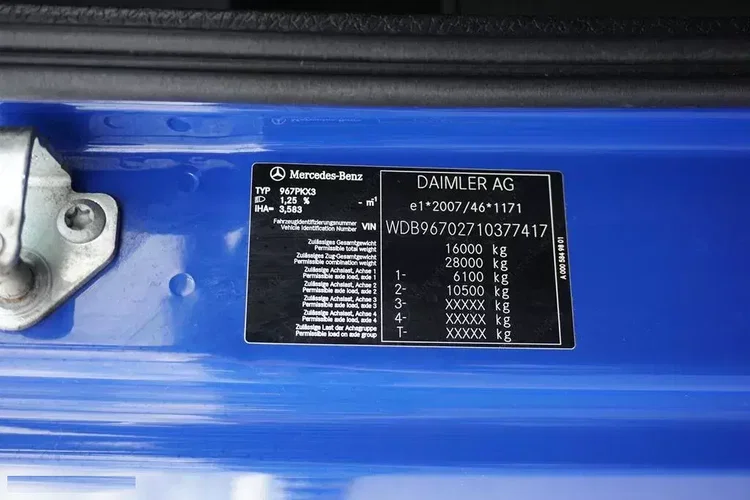 Mercedes-Benz
TYP 967PKX3
1,25 % - m⁻¹
iHA= 3,583
Fahrzeugidentifizierungsnummer
Vehicle Identification Number VIN
DAIMLER AG
e1*2007/46*1171
WDB96702710377417
Zulässiges Gesamtgewicht
Permissible total weight 16000 kg
Zulässiges Zug-Gesamtgewicht
Permissible combination weight 28000 kg
Zulässige Achslast, Achse 1
Permissible axle load, axle 1 1- 6100 kg
Zulässige Achslast, Achse 2
Permissible axle load, axle 2 2- 10500 kg
Zulässige Achslast, Achse 3
Permissible axle load, axle 3 3- XXXXX kg
Zulässige Achslast, Achse 4
Permissible axle load, axle 4 4- XXXXX kg
Zulässige Last der Achsgruppe
Permissible load on axle group T- XXXXX kg
A 000 584 98 01